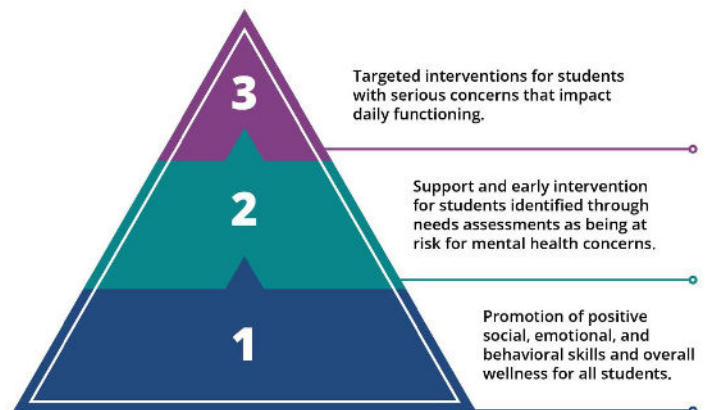 3
Targeted interventions for students
with serious concerns that impact
daily functioning.
2
Support and early intervention
for students identified through
needs assessments as being at
risk for mental health concerns.
1
Promotion of positive
social, emotional, and
behavioral skills and overall
wellness for all students.